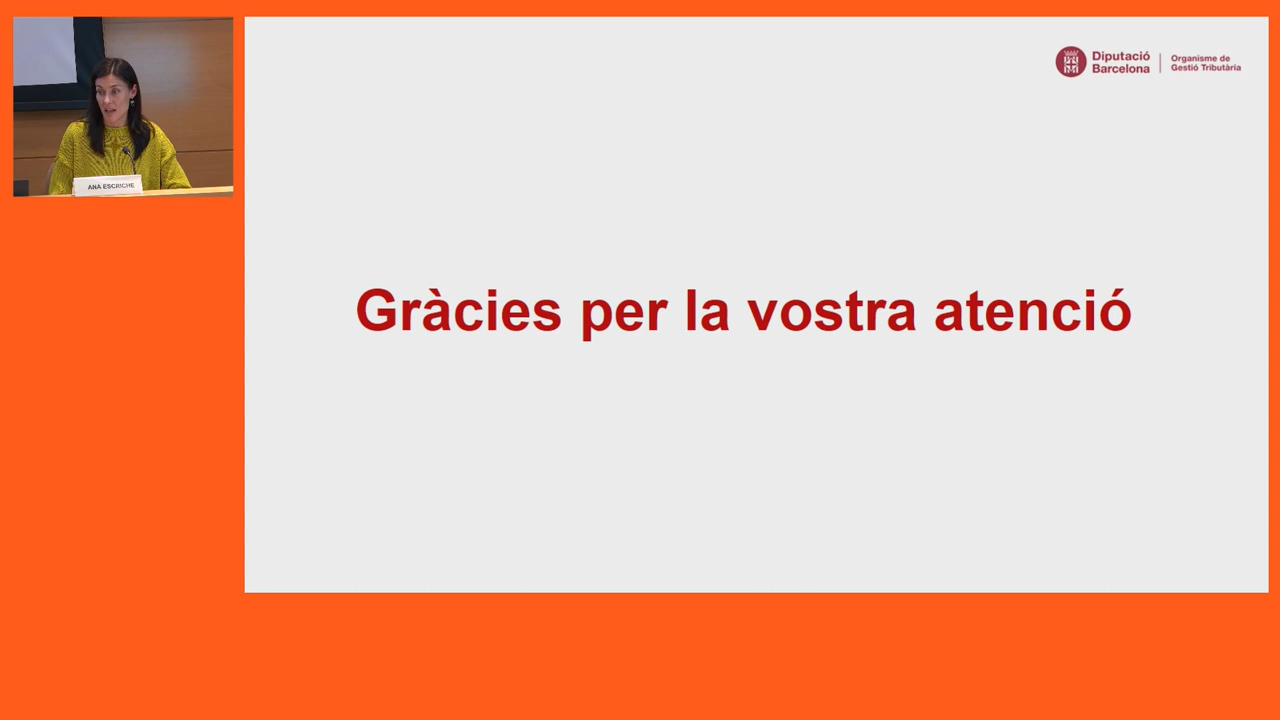 ANA ESCRICHE
Diputació
Barcelona
Organisme de
Gestió Tributària
Gràcies per la vostra atenció